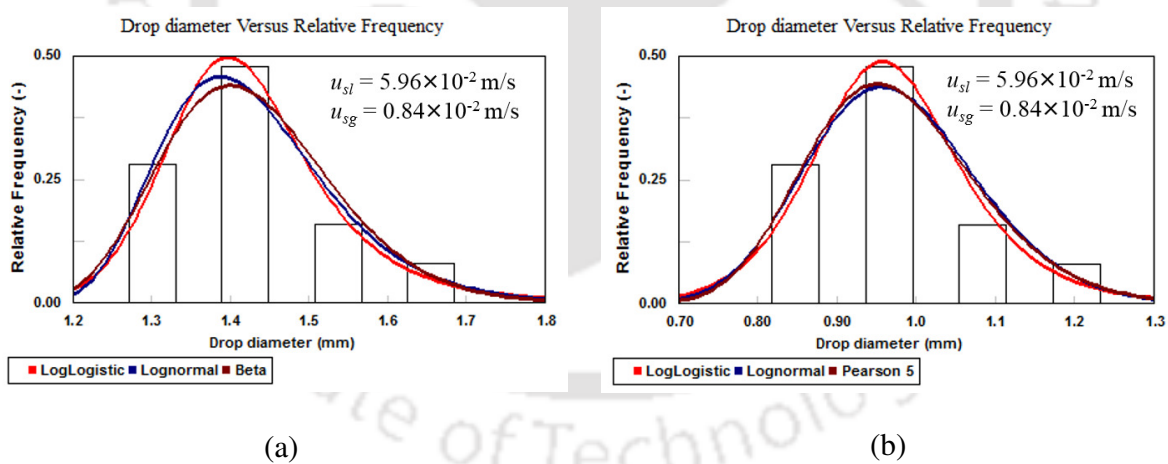 Drop diameter Versus Relative Frequency
Relative Frequency (-)
0.50
0.25
0.00
u_sl = 5.96×10⁻² m/s
u_sg = 0.84×10⁻² m/s
1.2 1.3 1.4 1.5 1.6 1.7 1.8
Drop diameter (mm)
LogLogistic Lognormal Beta
(a)
Drop diameter Versus Relative Frequency
Relative Frequency (-)
0.50
0.25
0.00
u_sl = 5.96×10⁻² m/s
u_sg = 0.84×10⁻² m/s
0.70 0.80 0.90 1.0 1.1 1.2 1.3
Drop diameter (mm)
LogLogistic Lognormal Pearson 5
(b)
te of Technolo